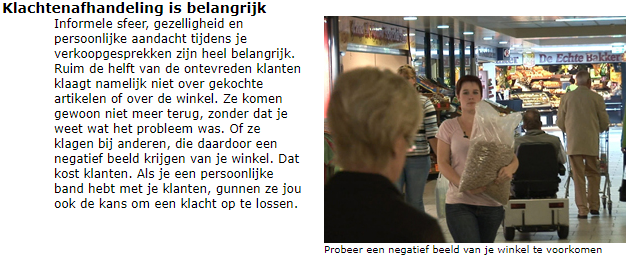 Klachtenafhandeling is belangrijk
Informele sfeer, gezelligheid en
persoonlijke aandacht tijdens je
verkoopgesprekken zijn heel belangrijk.
Ruim de helft van de ontevreden klanten
klaagt namelijk niet over gekochte
artikelen of over de winkel. Ze komen
gewoon niet meer terug, zonder dat je
weet wat het probleem was. Of ze
klagen bij anderen, die daardoor een
negatief beeld krijgen van je winkel. Dat
kost klanten. Als je een persoonlijke
band hebt met je klanten, gunnen ze jou
ook de kans om een klacht op te lossen.
De Echte Bakker
Probeer een negatief beeld van je winkel te voorkomen